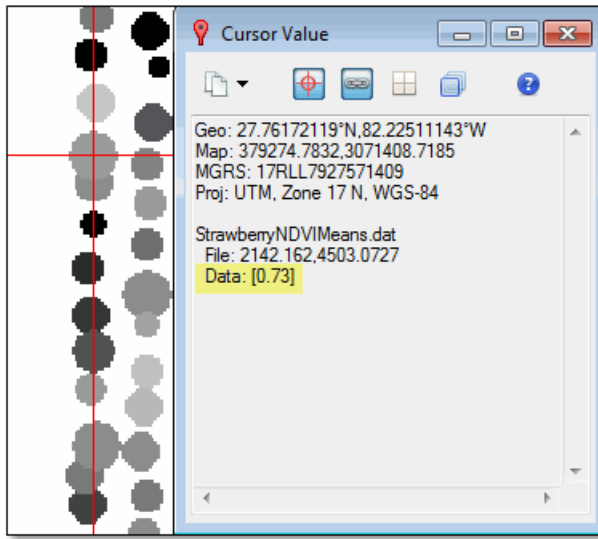 Cursor Value
Geo: 27.76172119°N,82.22511143°W
Map: 379274.7832,3071408.7185
MGRS: 17RLL7927571409
Proj: UTM, Zone 17 N, WGS-84
StrawberryNDVIMeans.dat
File: 2142.162,4503.0727
Data: [0.73]